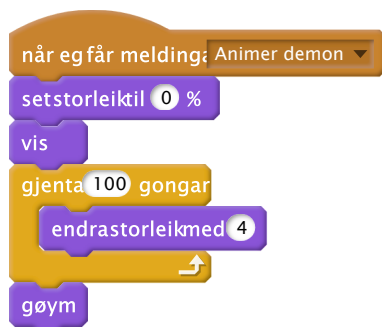 når eg får meldinga Animer demon
set storleik til 0 %
vis
gjenta 100 gongar
endra storleik med 4
gøym